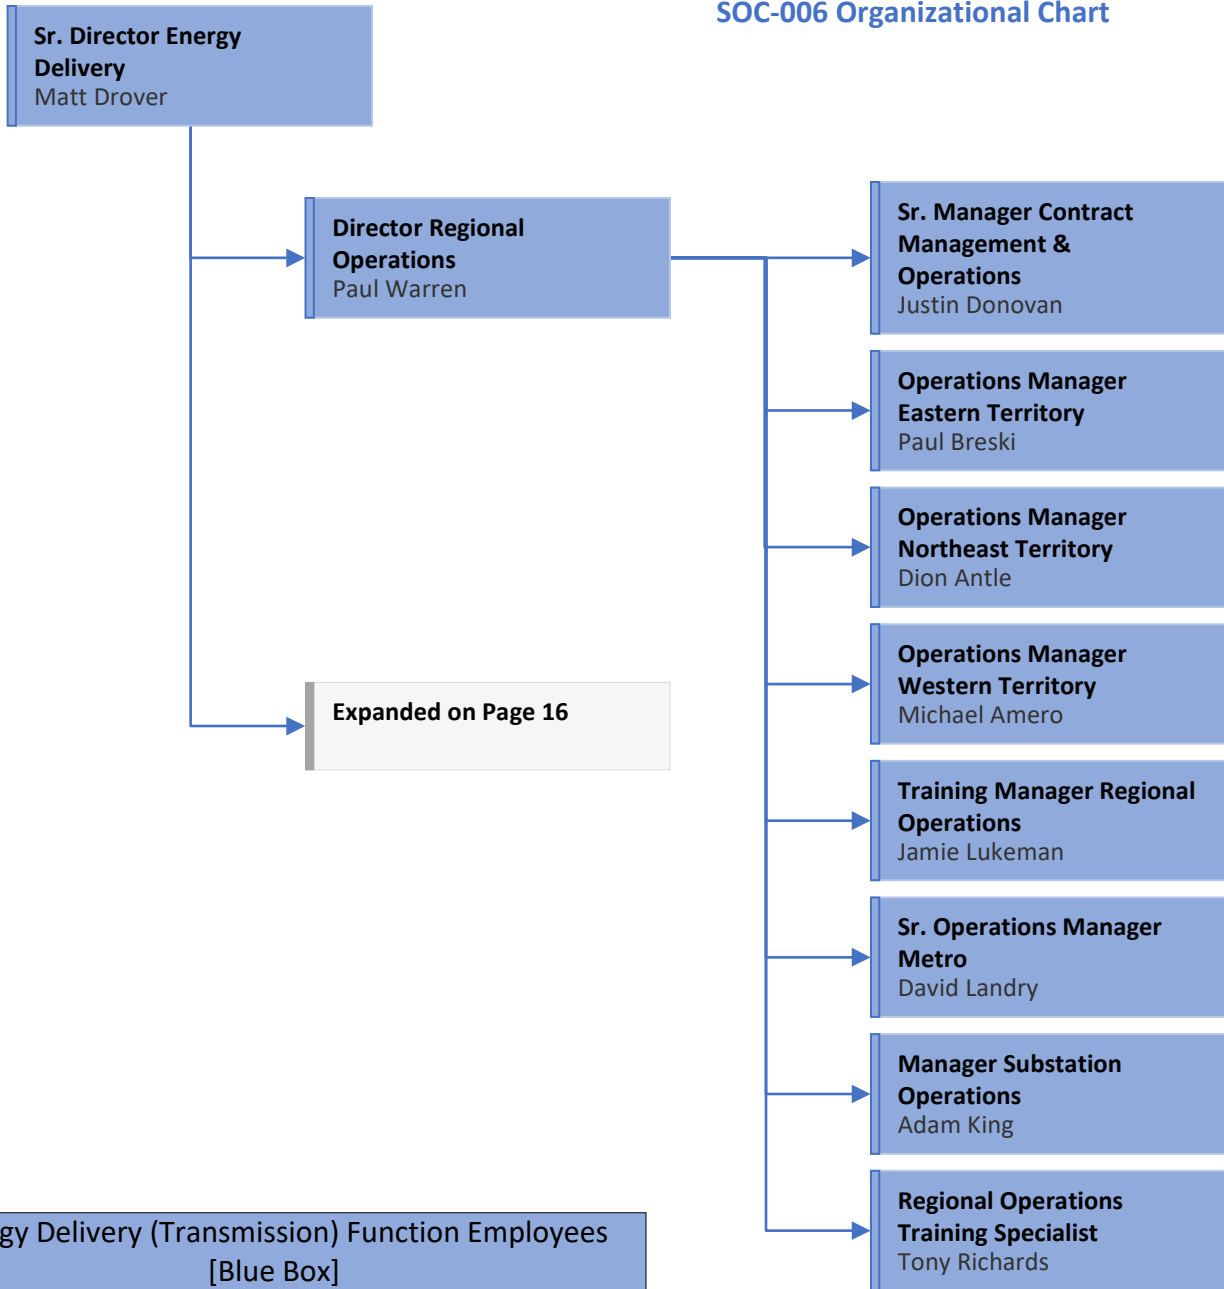 SOC-006 Organizational Chart
Sr. Director Energy
Delivery
Matt Drover
Director Regional
Operations
Paul Warren
Expanded on Page 16
Sr. Manager Contract
Management &
Operations
Justin Donovan
Operations Manager
Eastern Territory
Paul Breski
Operations Manager
Northeast Territory
Dion Antle
Operations Manager
Western Territory
Michael Amero
Training Manager Regional
Operations
Jamie Lukeman
Sr. Operations Manager
Metro
David Landry
Manager Substation
Operations
Adam King
Regional Operations
Training Specialist
Tony Richards
gy Delivery (Transmission) Function Employees
[Blue Box]